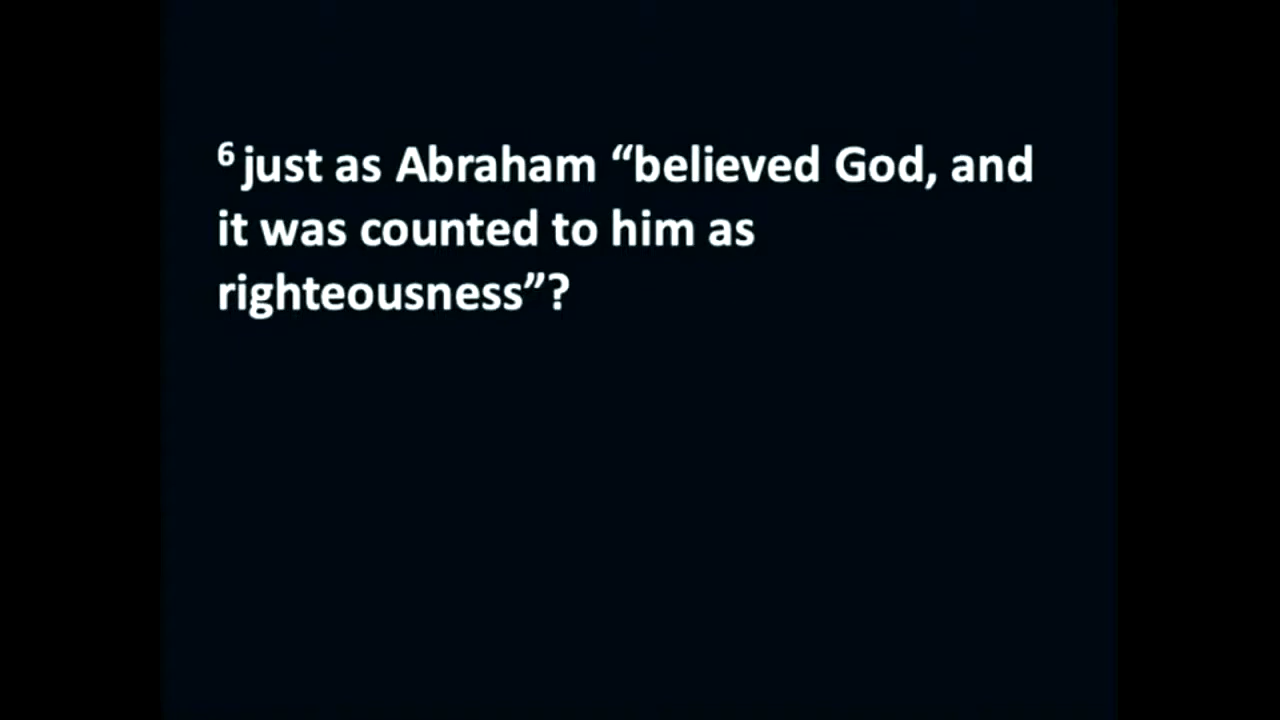 ⁶ just as Abraham “believed God, and
it was counted to him as
righteousness”?